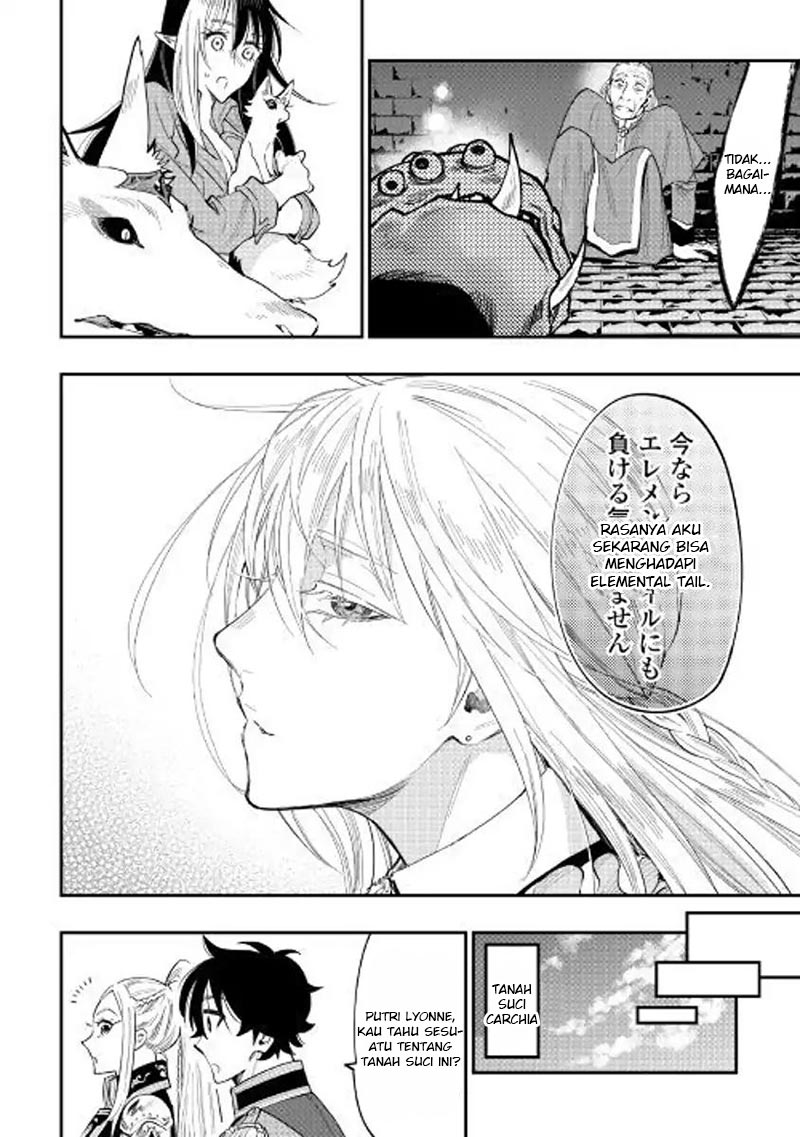 TIDAK...
BAGAI-
MANA...
今なら
エレメン
負ける
ルにも
ません
RASANYA AKU
SEKARANG BISA
MENGHADAPI
ELEMENTAL TAIL.
TANAH
SUCI
CARCHIA
PUTRI LYONNE,
KAU TAHU SESU-
ATU TENTANG
TANAH SUCI INI?